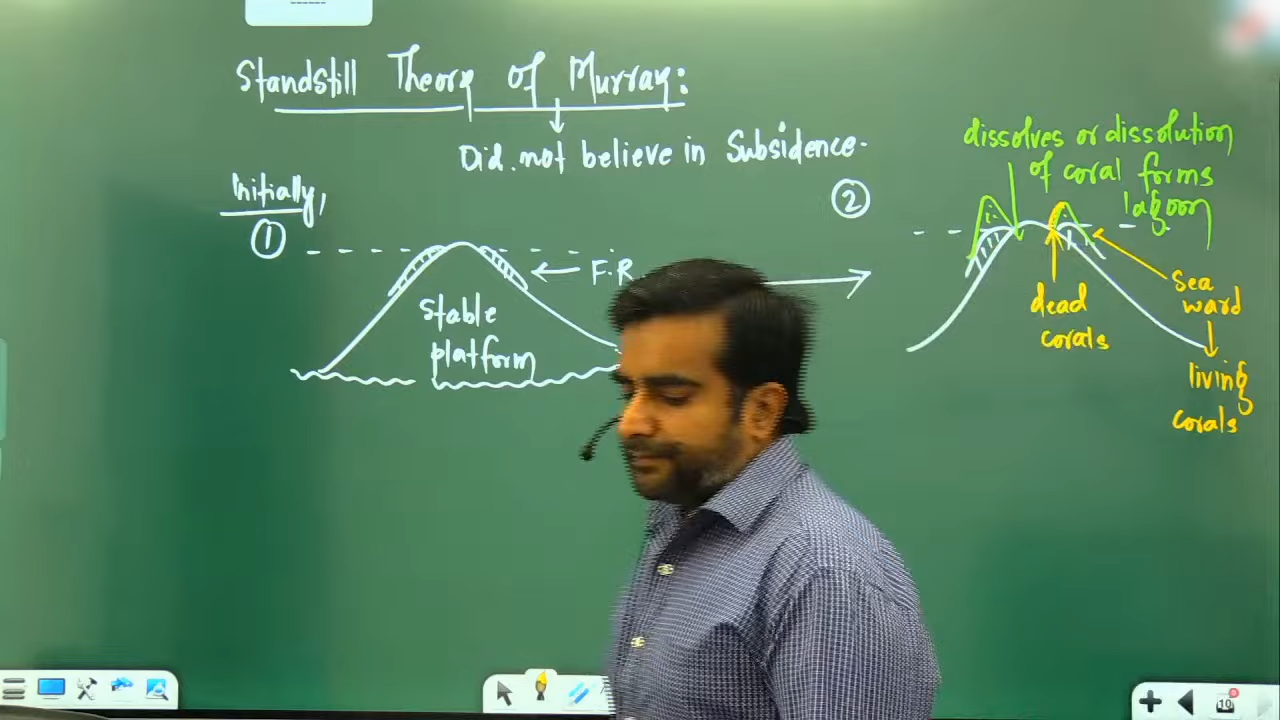 Standstill Theory of Murray:
Did not believe in Subsidence.
Initially,
①
F.R
stable
platform
②
dissolves or dissolution
of coral forms
lagoon
dead
corals
Sea
ward
living
corals
10